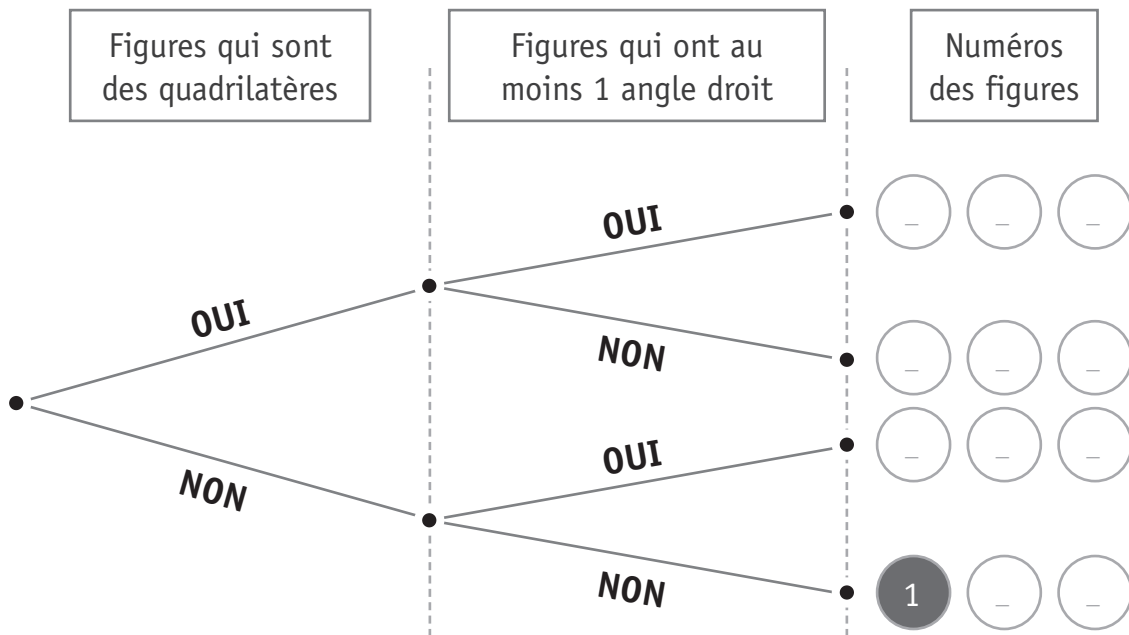 Figures qui sont
des quadrilatères
Figures qui ont au
moins 1 angle droit
Numéros
des figures
OUI
_ _ _
OUI
NON
_ _ _
OUI
_ _ _
NON
NON
1 _ _